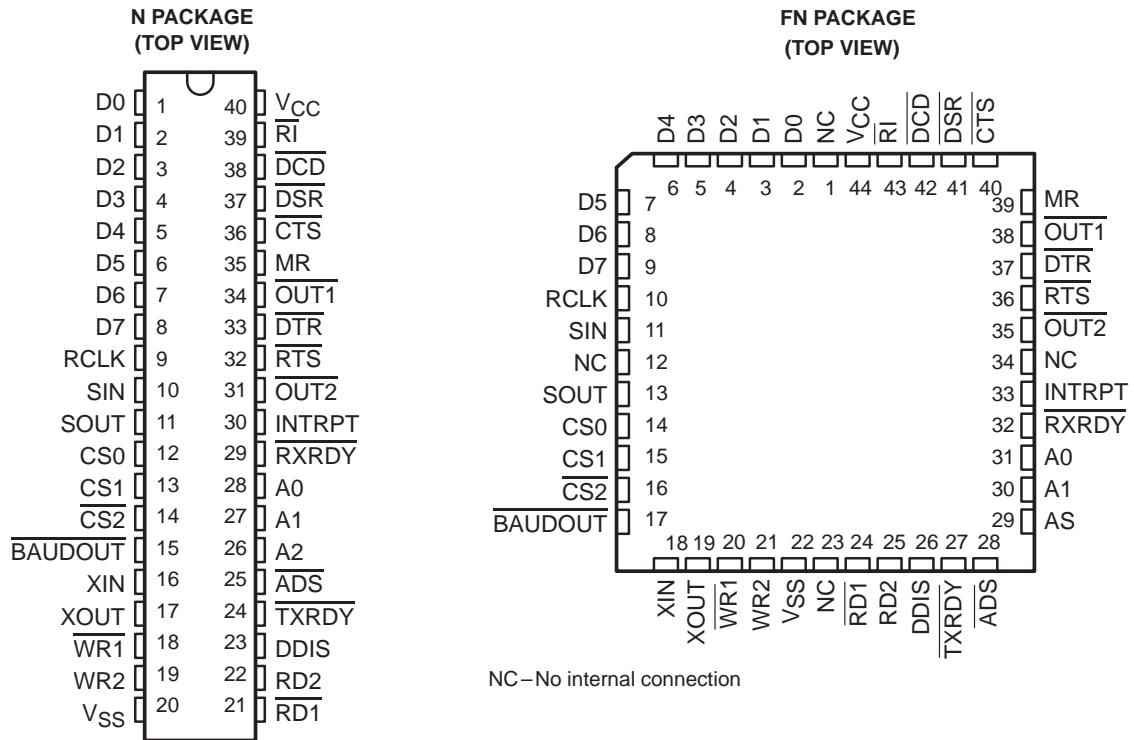 N PACKAGE
(TOP VIEW)
D0 1 40 VCC
D1 2 39 RI
D2 3 38 DCD
D3 4 37 DSR
D4 5 36 CTS
D5 6 35 MR
D6 7 34 OUT1
D7 8 33 DTR
RCLK 9 32 RTS
SIN 10 31 OUT2
SOUT 11 30 INTRPT
CS0 12 29 RXRDY
CS1 13 28 A0
CS2 14 27 A1
BAUDOUT 15 26 A2
XIN 16 25 ADS
XOUT 17 24 TXRDY
WR1 18 23 DDIS
WR2 19 22 RD2
VSS 20 21 RD1
FN PACKAGE
(TOP VIEW)
D4 D3 D2 D1 D0 NC VCC RI DCD DSR CTS
6 5 4 3 2 1 44 43 42 41 40
D5 7 39 MR
D6 8 38 OUT1
D7 9 37 DTR
RCLK 10 36 RTS
SIN 11 35 OUT2
NC 12 34 NC
SOUT 13 33 INTRPT
CS0 14 32 RXRDY
CS1 15 31 A0
CS2 16 30 A1
BAUDOUT 17 29 AS
18 19 20 21 22 23 24 25 26 27 28
XIN XOUT WR1 WR2 VSS NC RD1 RD2 DDIS TXRDY ADS
NC–No internal connection